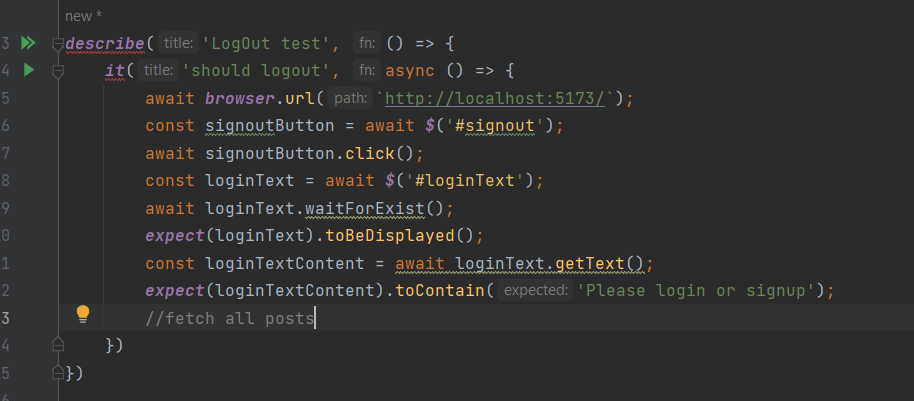 new *
3 describe( title: 'LogOut test', fn: () => {
4 it( title: 'should logout', fn: async () => {
5 await browser.url( path: `http://localhost:5173/`);
6 const signoutButton = await $('#signout');
7 await signoutButton.click();
8 const loginText = await $('#loginText');
9 await loginText.waitForExist();
0 expect(loginText).toBeDisplayed();
1 const loginTextContent = await loginText.getText();
2 expect(loginTextContent).toContain( expected: 'Please login or signup');
3 //fetch all posts
4 })
5 })